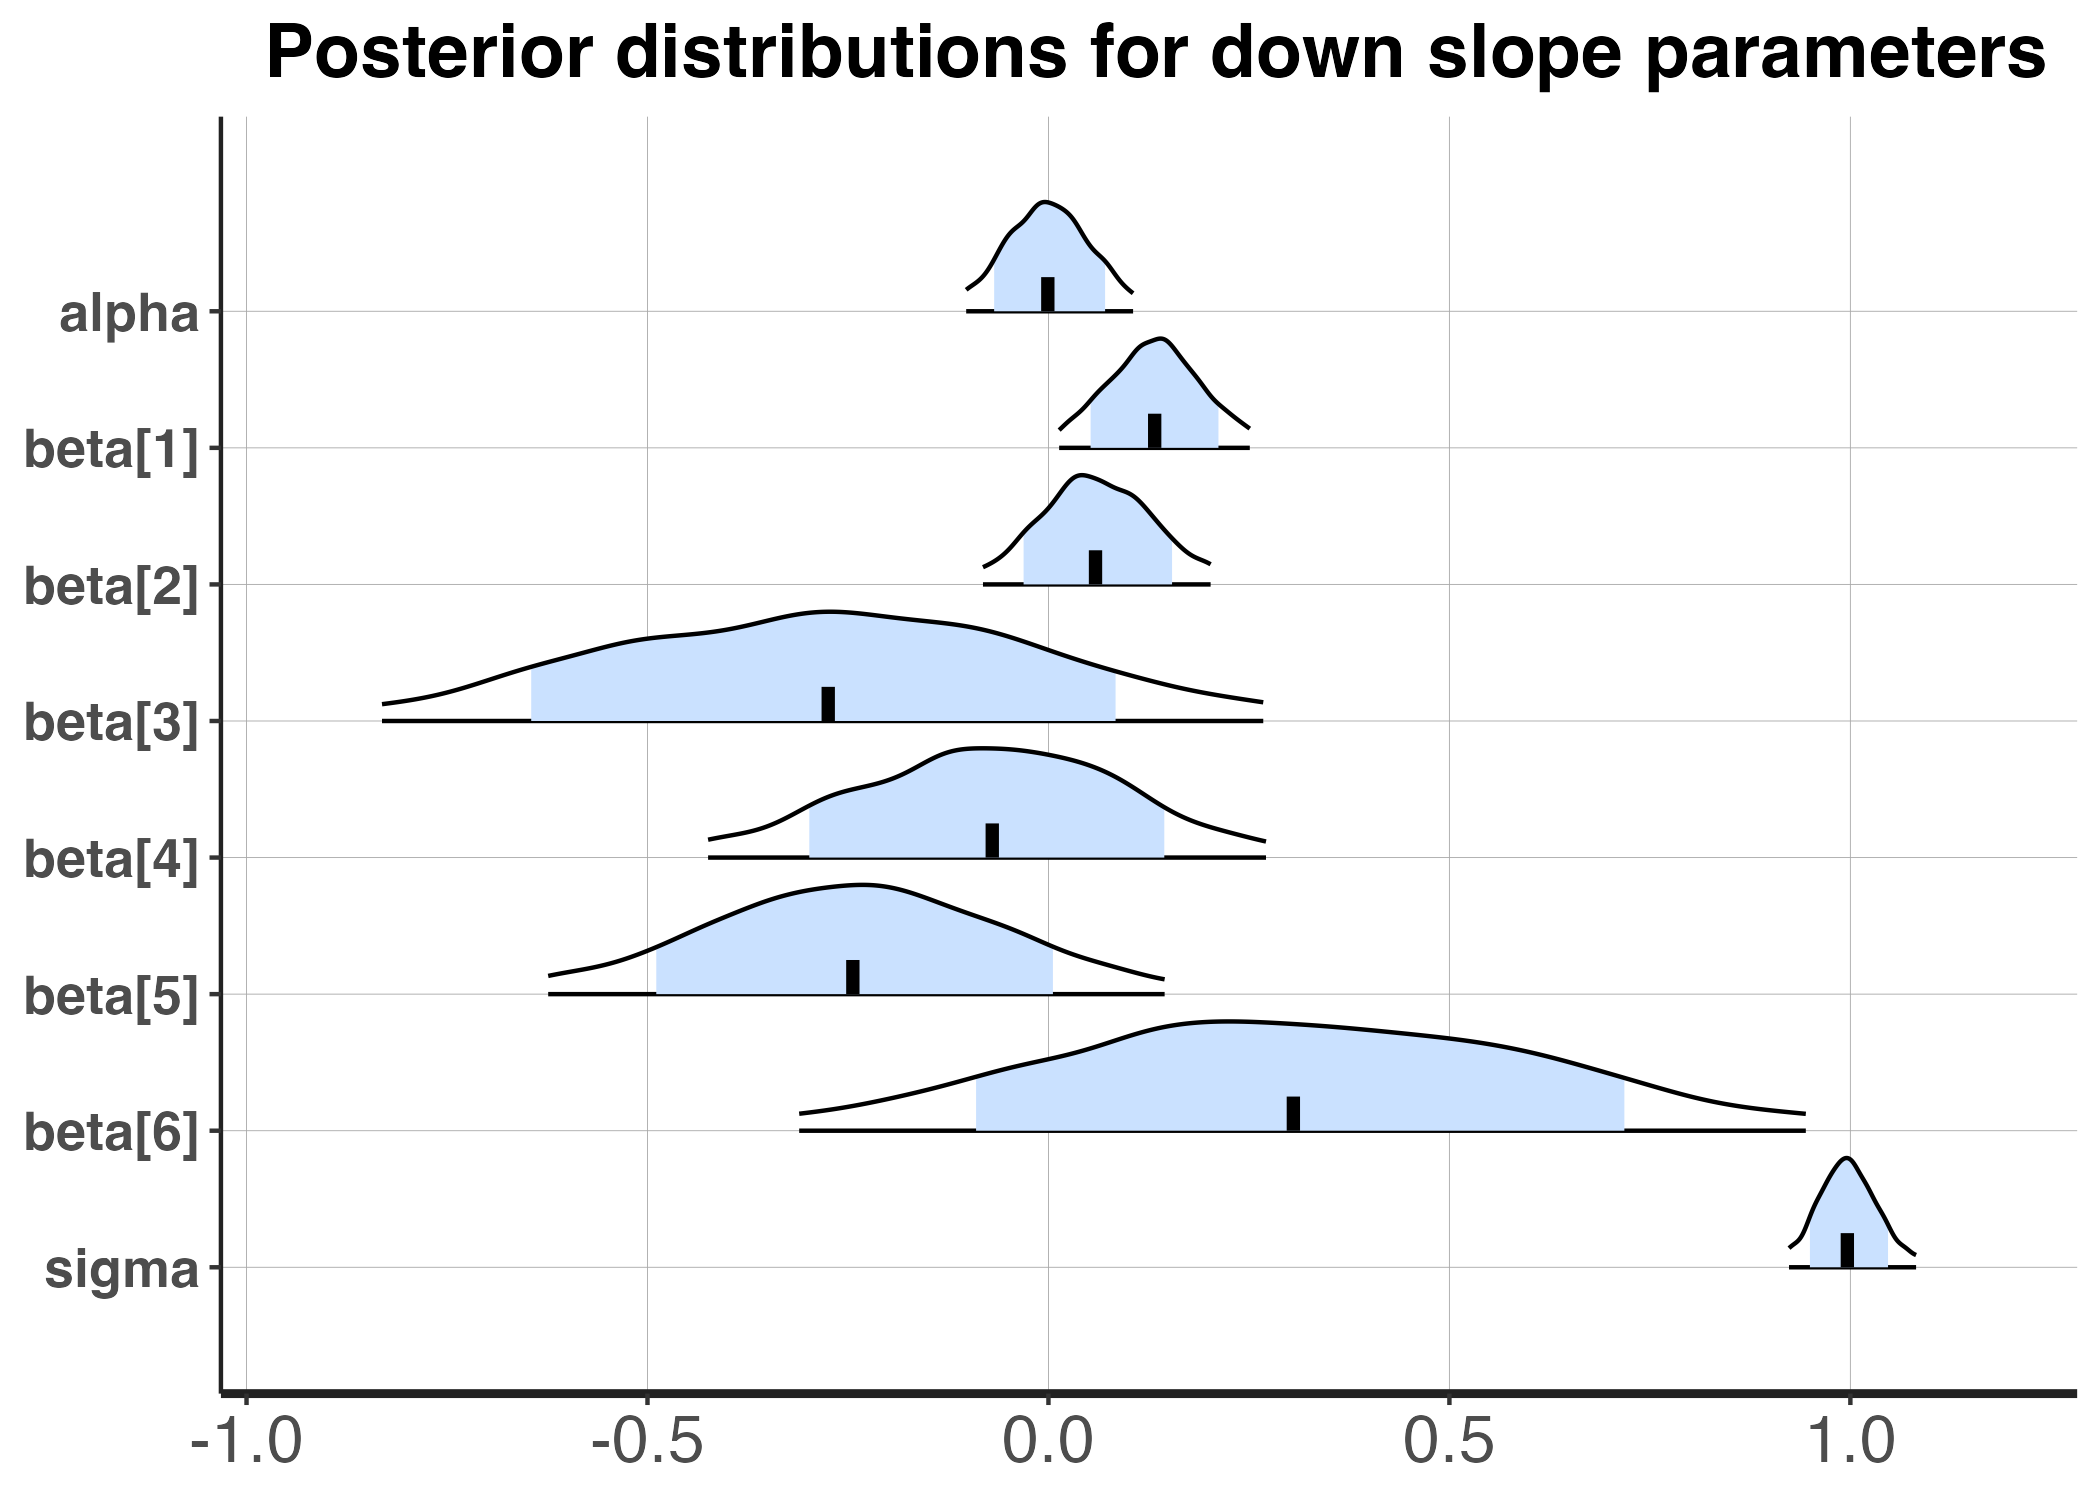 Posterior distributions for down slope parameters
alpha
beta[1]
beta[2]
beta[3]
beta[4]
beta[5]
beta[6]
sigma
-1.0 -0.5 0.0 0.5 1.0